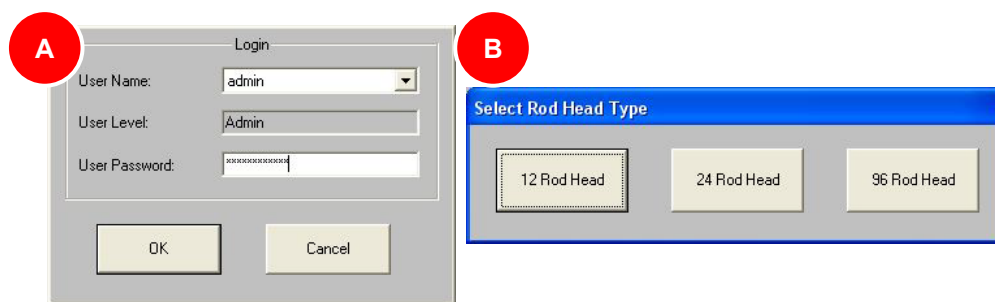 A
Login
User Name:
admin
User Level:
Admin
User Password:
************
OK
Cancel
B
Select Rod Head Type
12 Rod Head
24 Rod Head
96 Rod Head